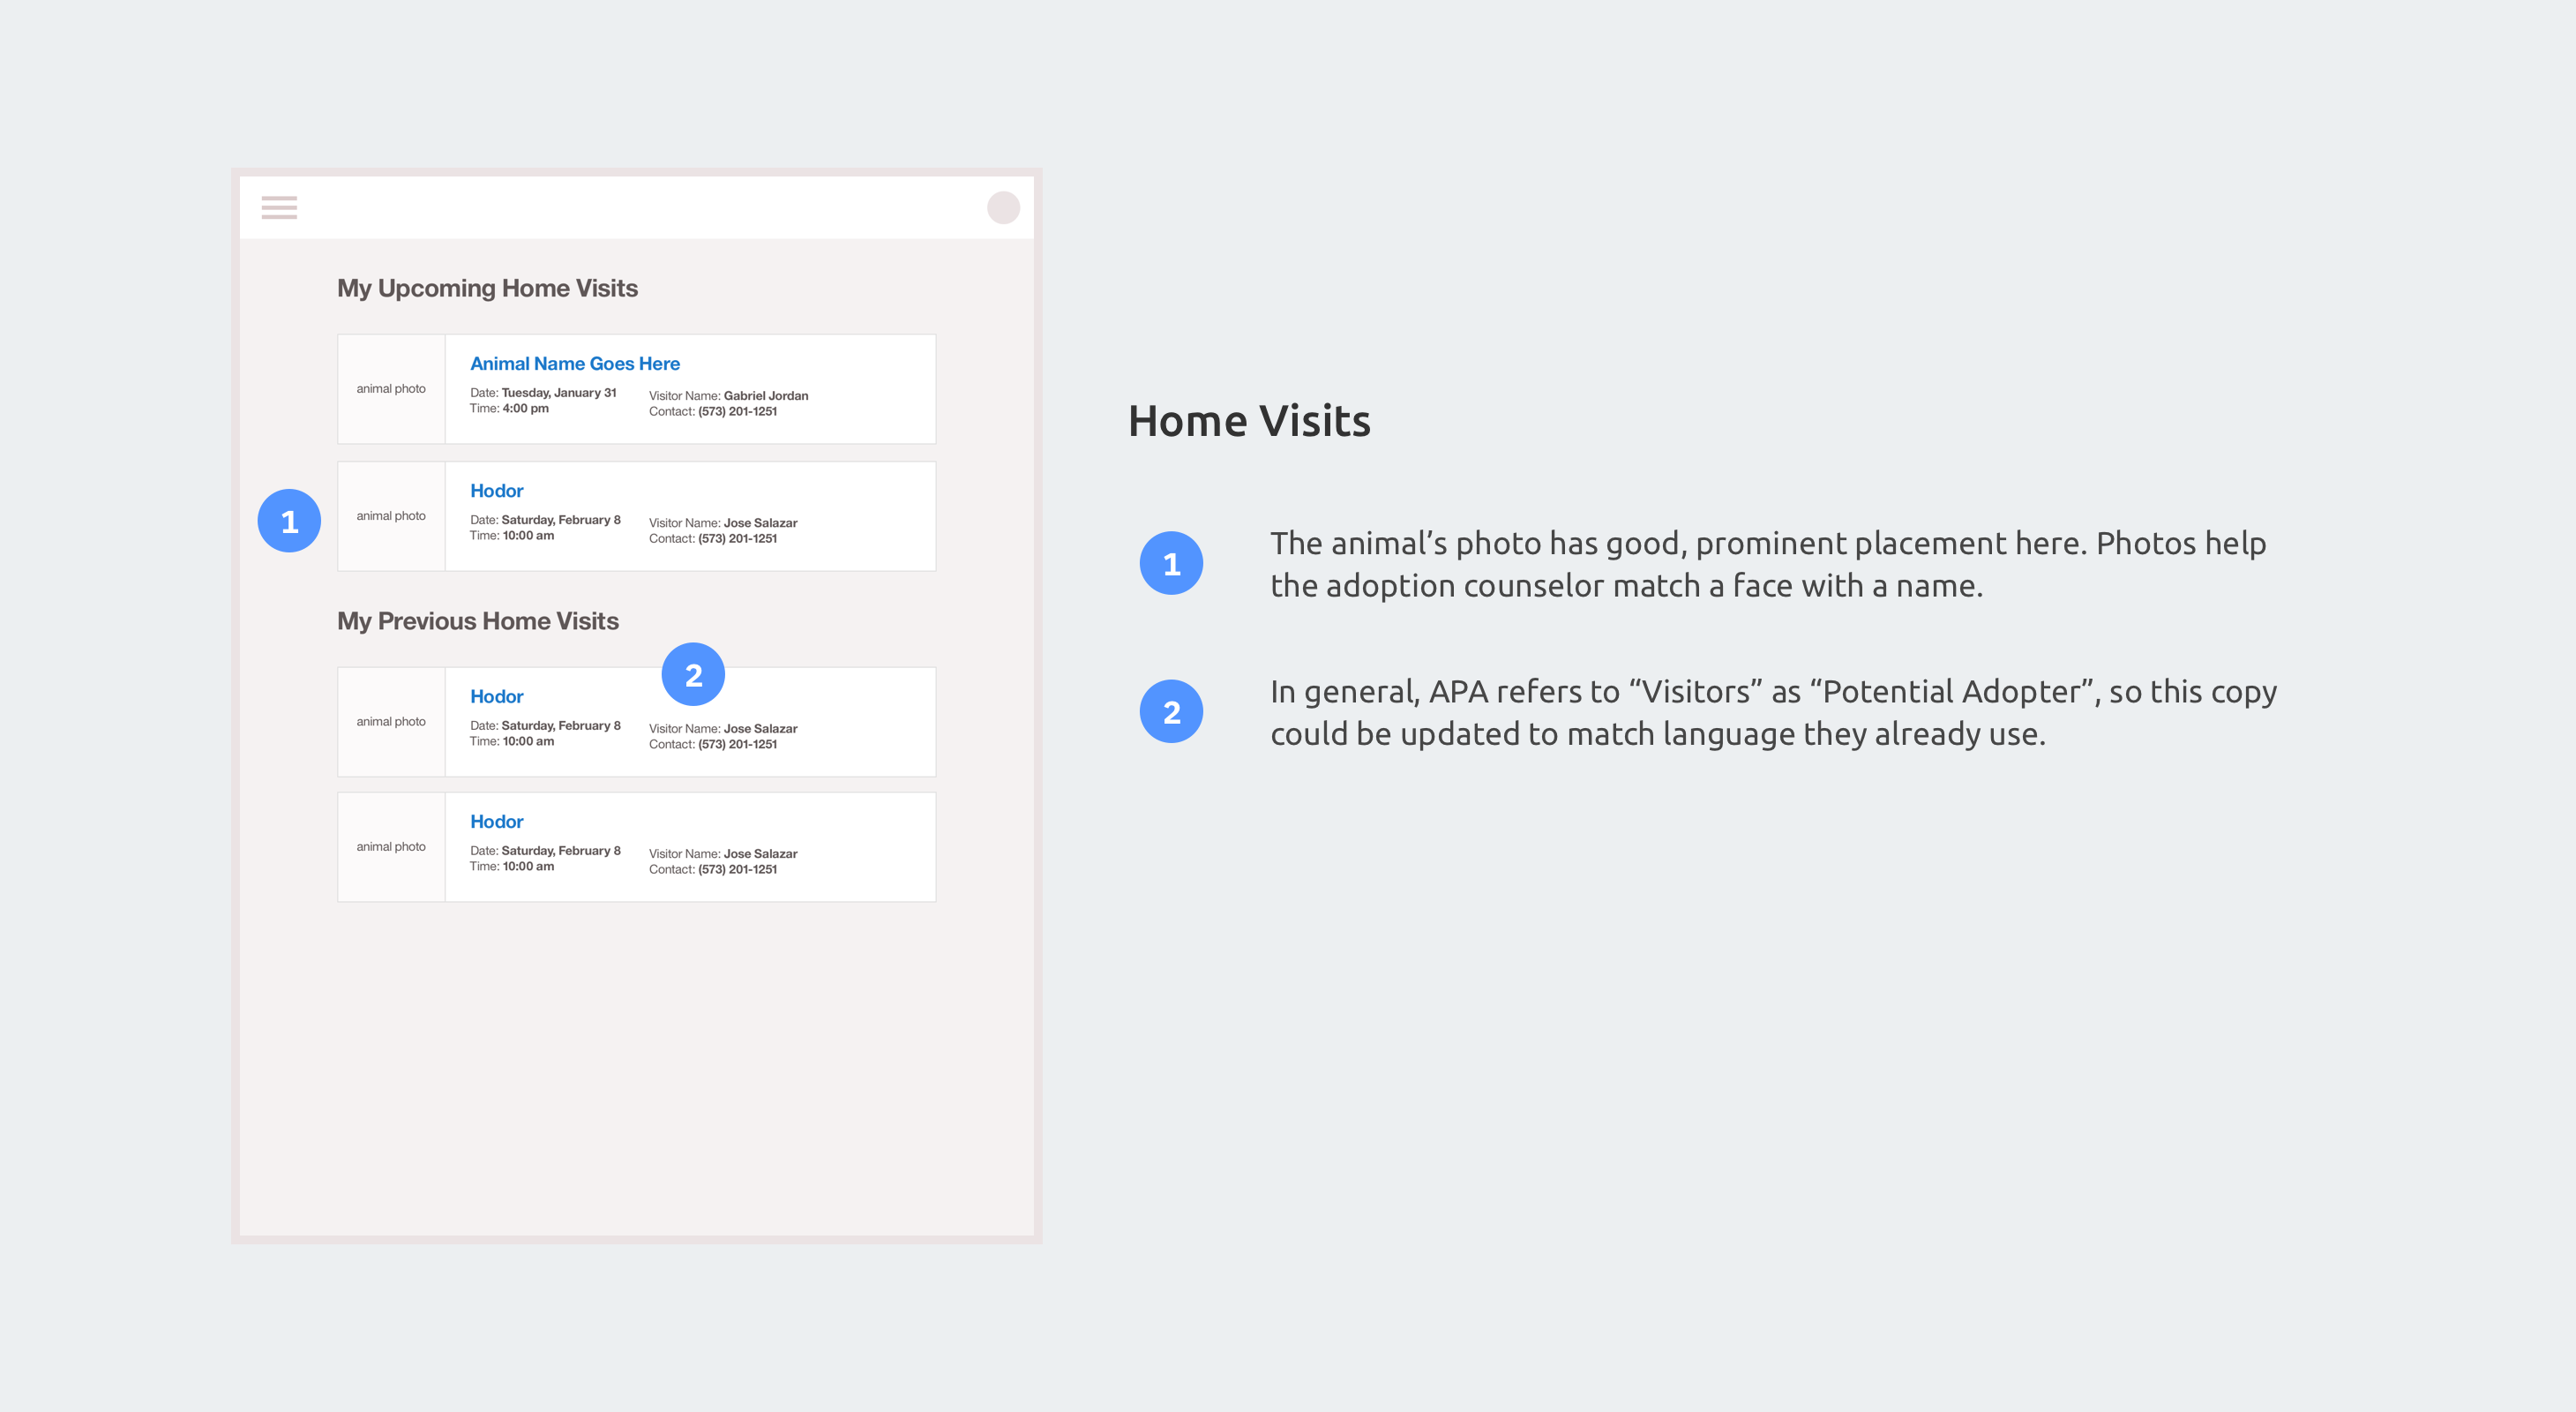 My Upcoming Home Visits
animal photo
Animal Name Goes Here
Date: Tuesday, January 31
Time: 4:00 pm
Visitor Name: Gabriel Jordan
Contact: (573) 201-1251
1
animal photo
Hodor
Date: Saturday, February 8
Time: 10:00 am
Visitor Name: Jose Salazar
Contact: (573) 201-1251
My Previous Home Visits
2
animal photo
Hodor
Date: Saturday, February 8
Time: 10:00 am
Visitor Name: Jose Salazar
Contact: (573) 201-1251
animal photo
Hodor
Date: Saturday, February 8
Time: 10:00 am
Visitor Name: Jose Salazar
Contact: (573) 201-1251
Home Visits
1
The animal’s photo has good, prominent placement here. Photos help
the adoption counselor match a face with a name.
2
In general, APA refers to “Visitors” as “Potential Adopter”, so this copy
could be updated to match language they already use.